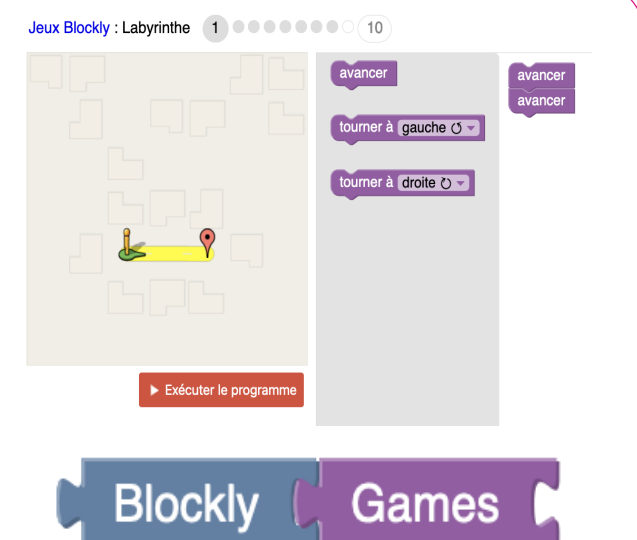 Jeux Blockly : Labyrinthe 1 10
avancer
tourner à gauche
tourner à droite
avancer
avancer
Exécuter le programme
Blockly Games